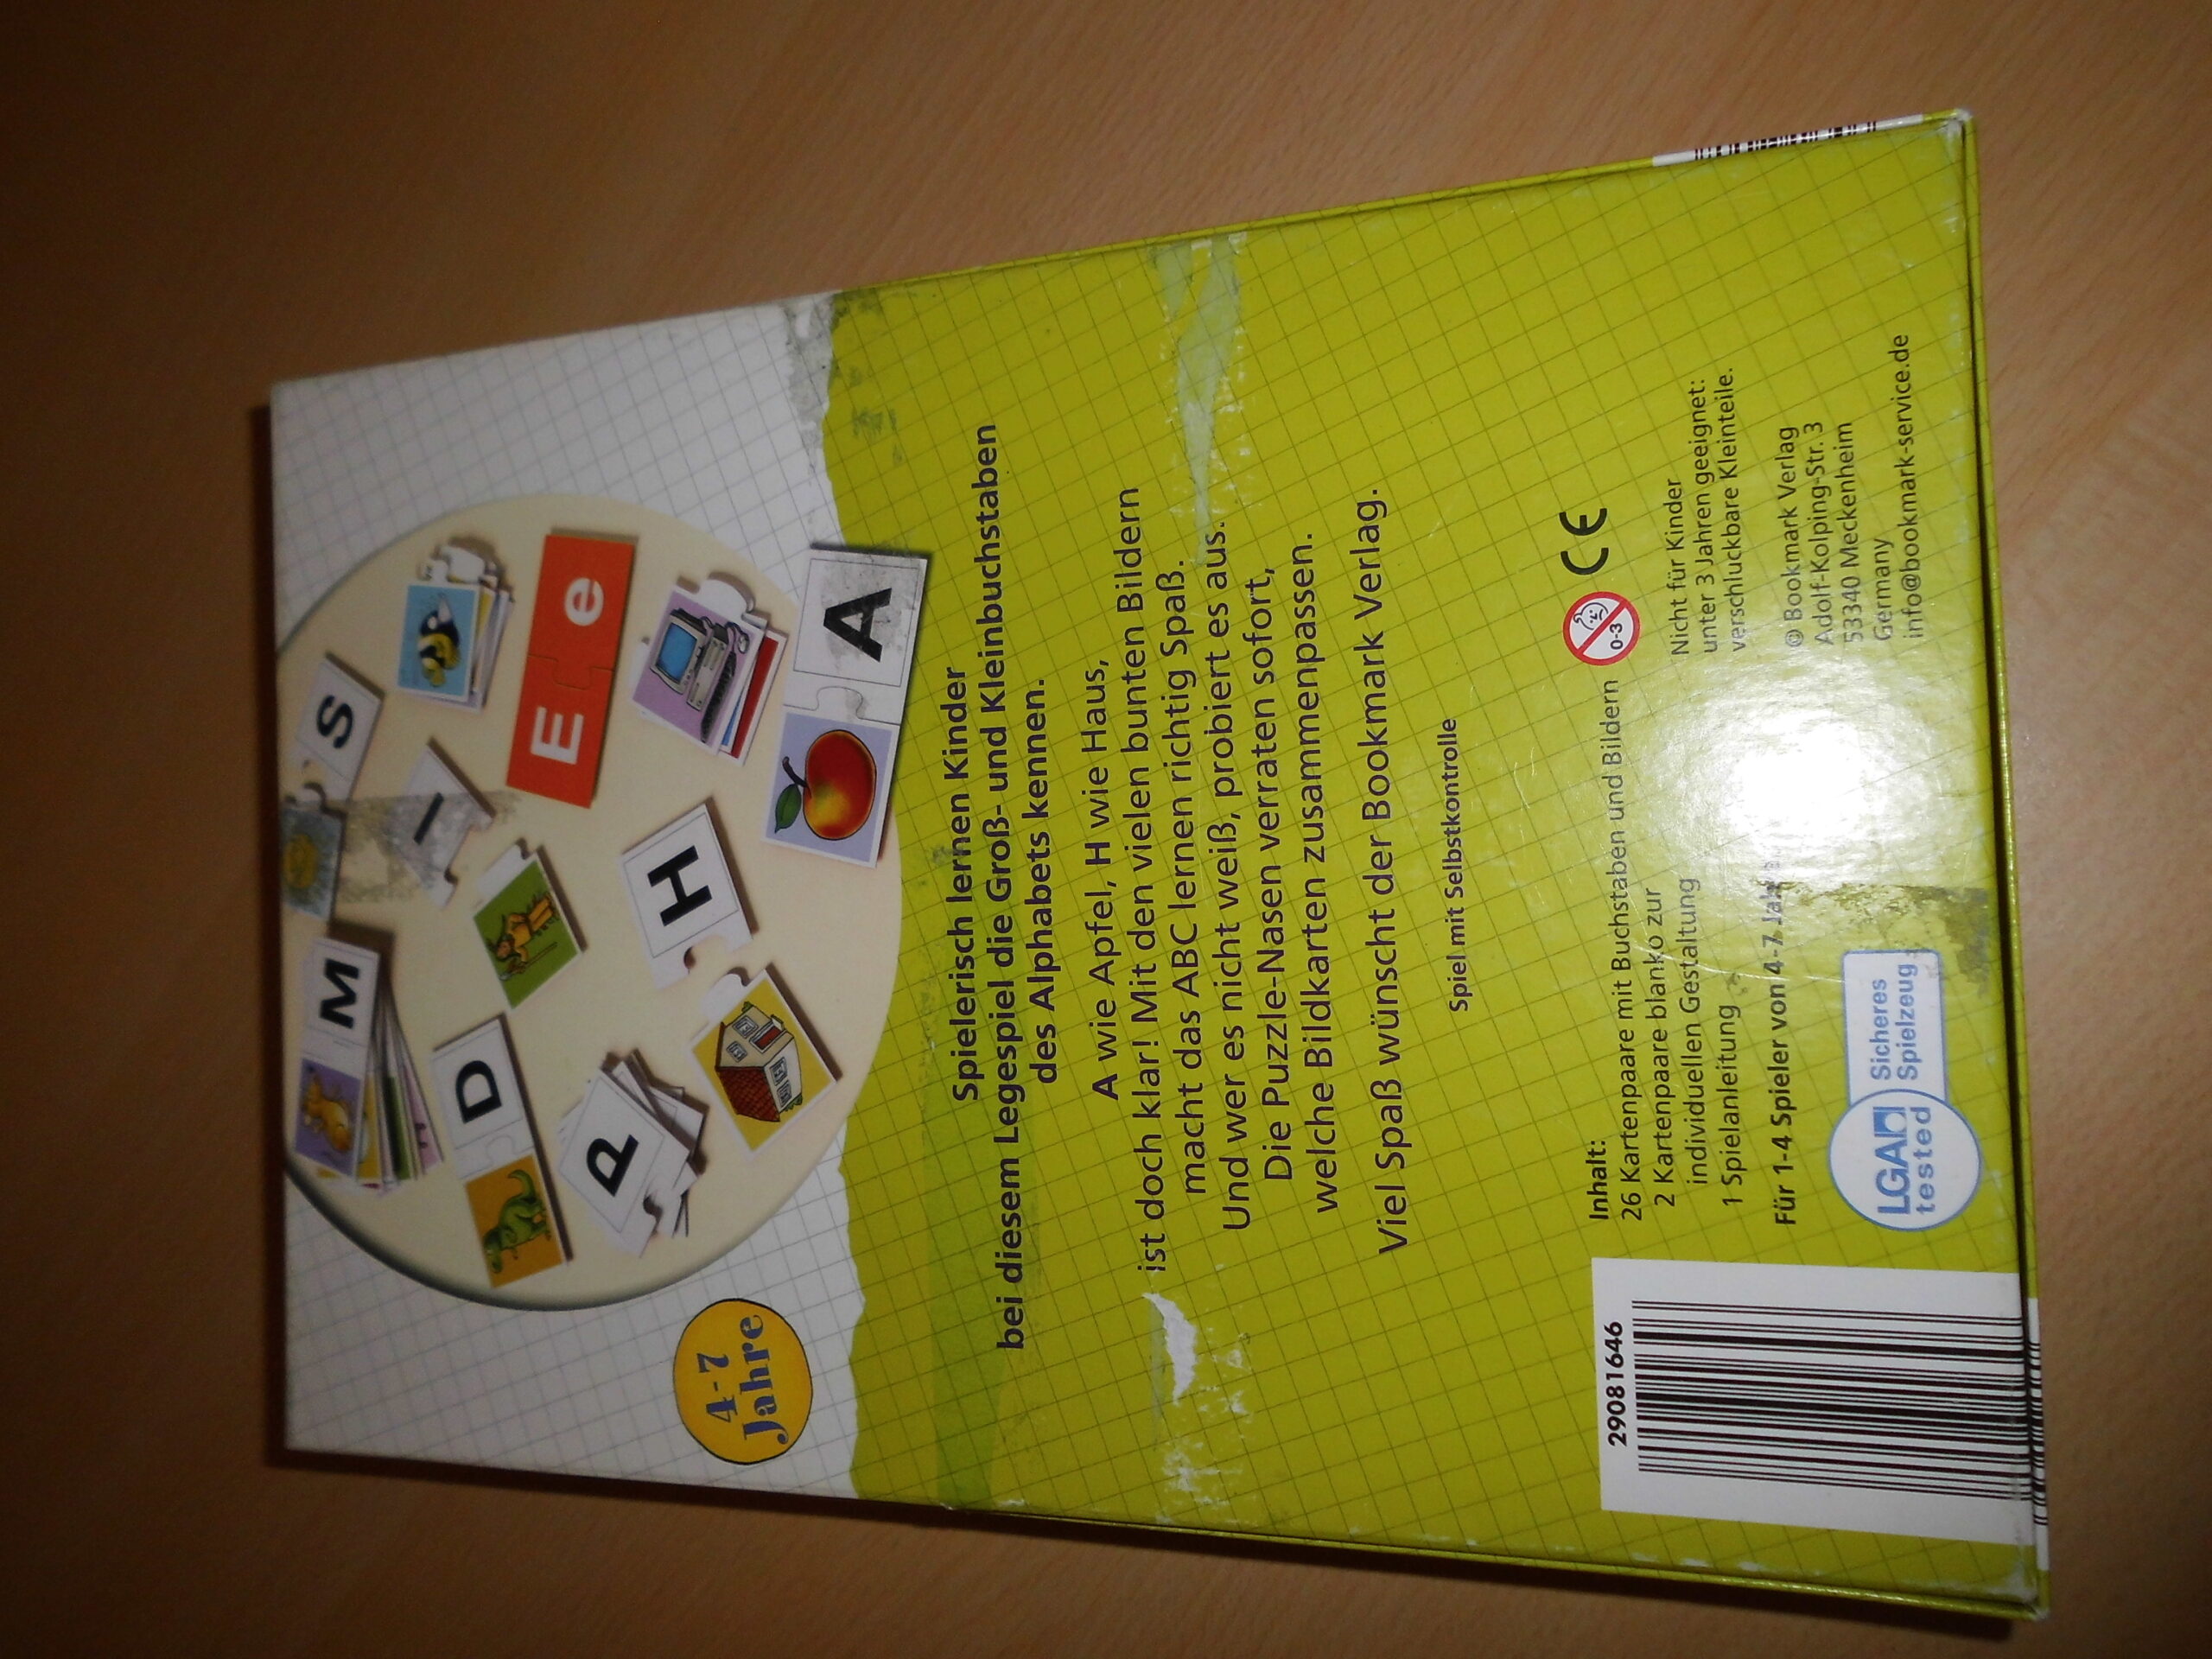 S
I
M
D
P
E e
H
A
4-7
Jahre
Spielerisch lernen Kinder
bei diesem Legespiel die Groß- und Kleinbuchstaben
des Alphabets kennen.
A wie Apfel, H wie Haus,
ist doch klar! Mit den vielen bunten Bildern
macht das ABC lernen richtig Spaß.
Und wer es nicht weiß, probiert es aus.
Die Puzzle-Nasen verraten sofort,
welche Bildkarten zusammenpassen.
Viel Spaß wünscht der Bookmark Verlag.
Spiel mit Selbstkontrolle
29081646
Inhalt:
26 Kartenpaare mit Buchstaben und Bildern
2 Kartenpaare blanko zur
individuellen Gestaltung
1 Spielanleitung
Für 1-4 Spieler von 4-7
LGA
tested
Sicheres
Spielzeug
0-3
CE
Nicht für Kinder
unter 3 Jahren geeignet:
verschluckbare Kleinteile.
© Bookmark Verlag
Adolf-Kolping-Str. 3
53340 Meckenheim
Germany
info@bookmark-service.de